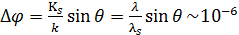 Δφ = K_s/k sin θ = λ/λ_s sin θ ~10^−6